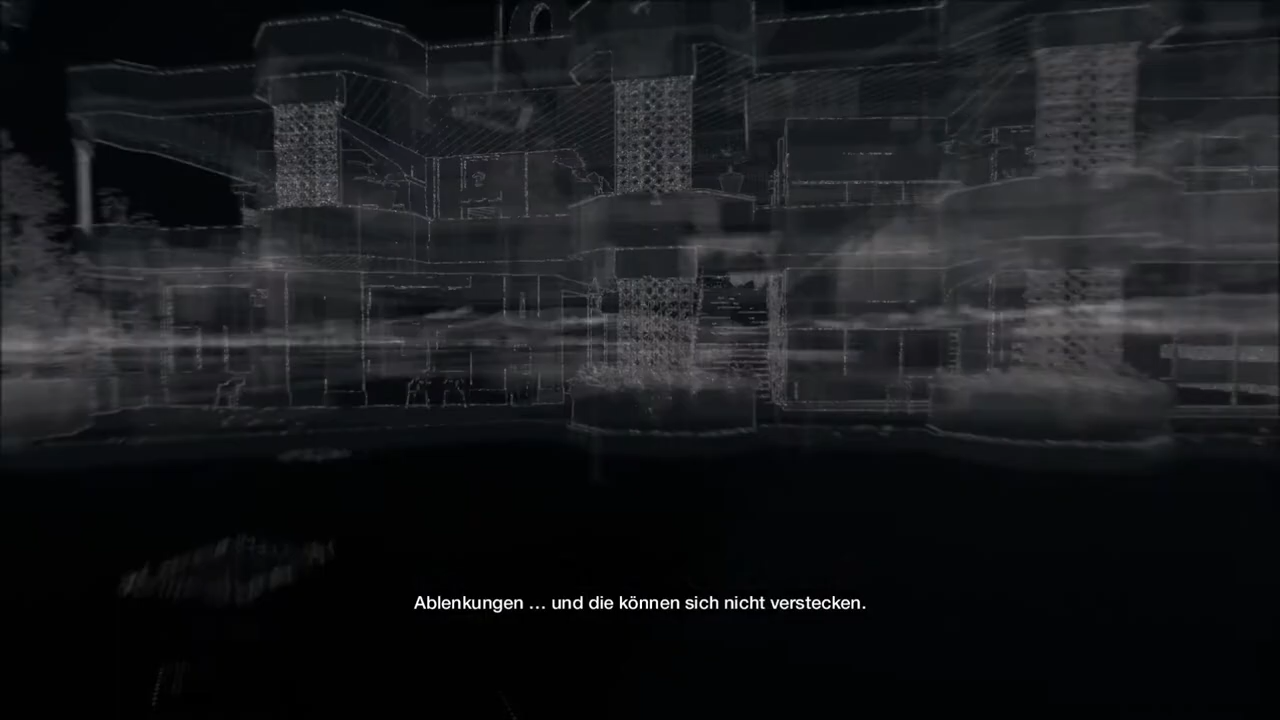 Ablenkungen … und die können sich nicht verstecken.